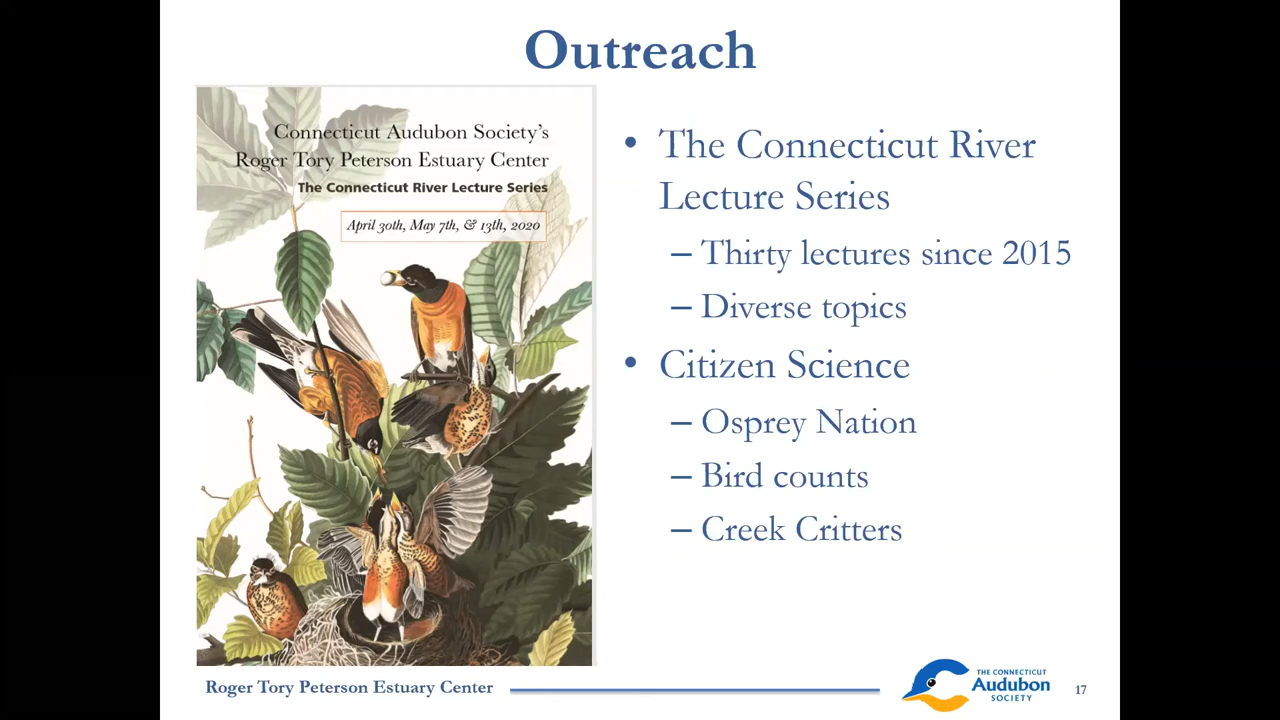 Outreach
Connecticut Audubon Society's
Roger Tory Peterson Estuary Center
The Connecticut River Lecture Series
April 30th, May 7th, & 13th, 2020
• The Connecticut River
Lecture Series
– Thirty lectures since 2015
– Diverse topics
• Citizen Science
– Osprey Nation
– Bird counts
– Creek Critters
Roger Tory Peterson Estuary Center
THE CONNECTICUT
Audubon
SOCIETY
17